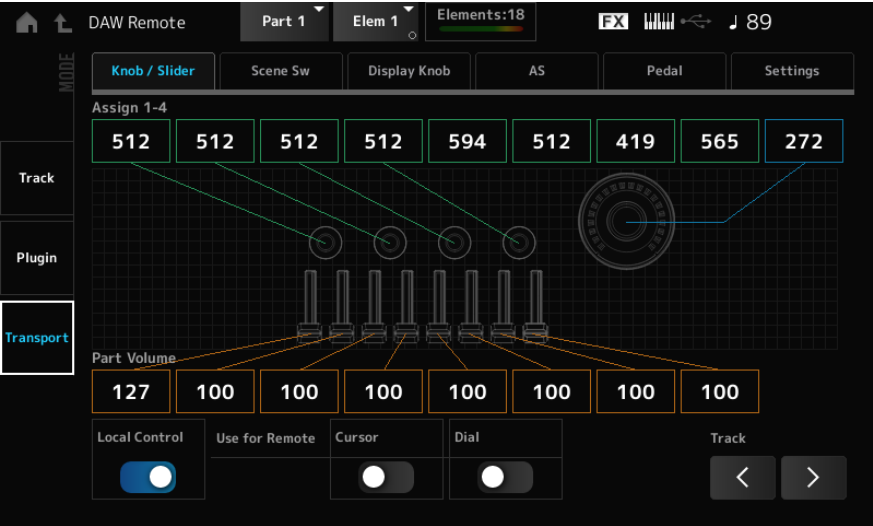 DAW Remote
Part 1
Elem 1
Elements:18
FX
♩ 89
MODE
Knob / Slider
Scene Sw
Display Knob
AS
Pedal
Settings
Assign 1-4
512 512 512 512 594 512 419 565 272
Track
Plugin
Transport
Part Volume
127 100 100 100 100 100 100 100
Local Control
Use for Remote
Cursor
Dial
Track